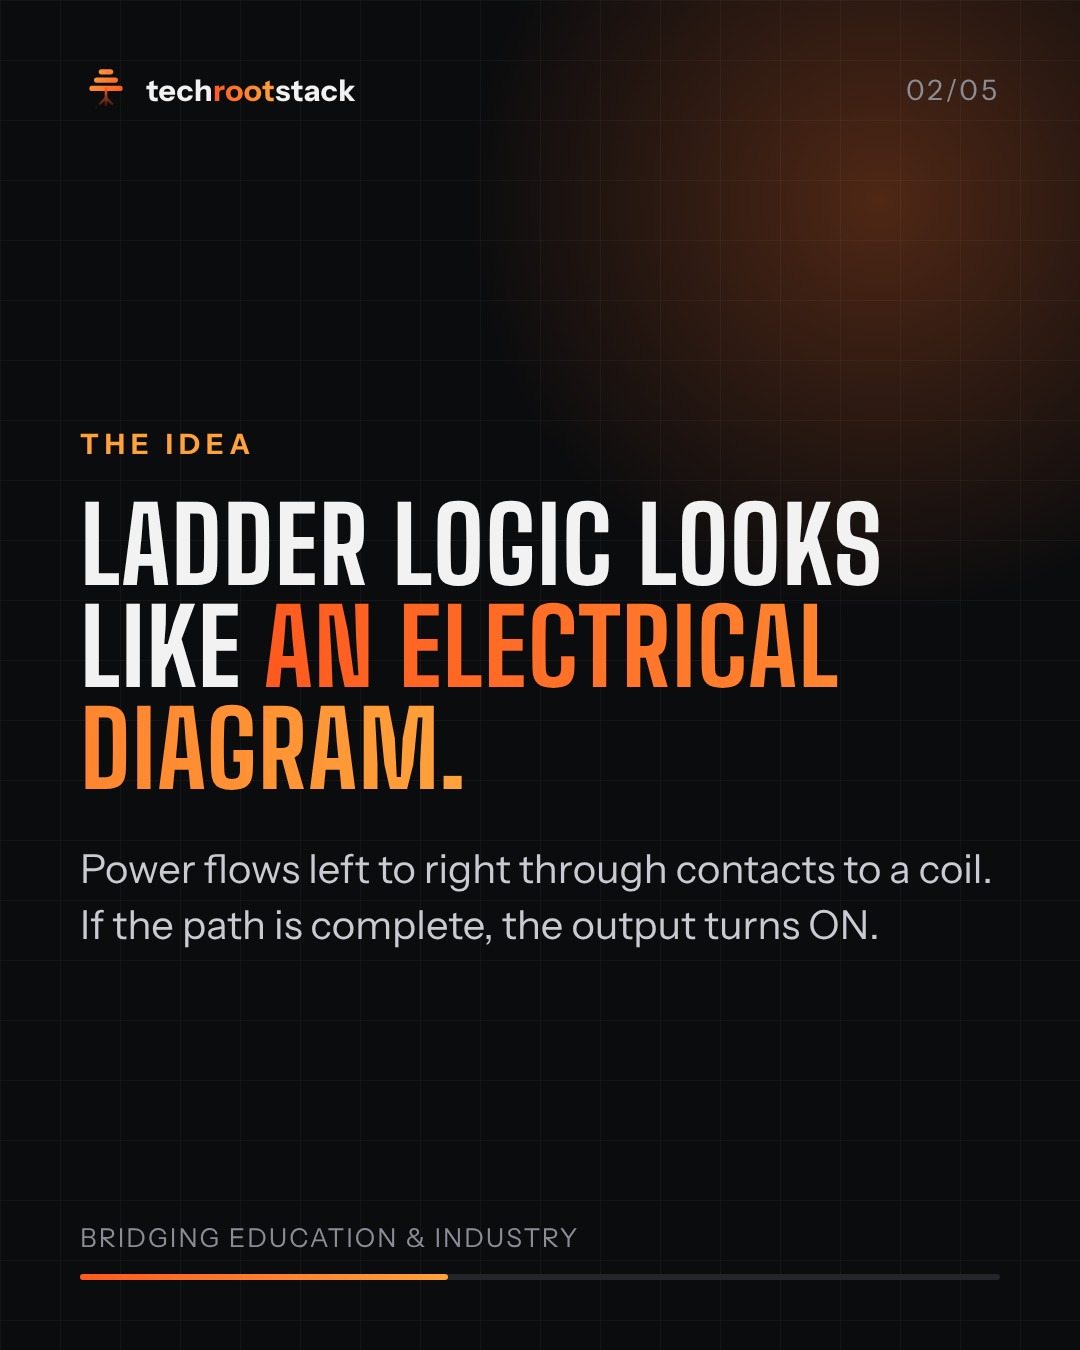 techrootstack
02/05
THE IDEA
LADDER LOGIC LOOKS
LIKE AN ELECTRICAL
DIAGRAM.
Power flows left to right through contacts to a coil.
If the path is complete, the output turns ON.
BRIDGING EDUCATION & INDUSTRY